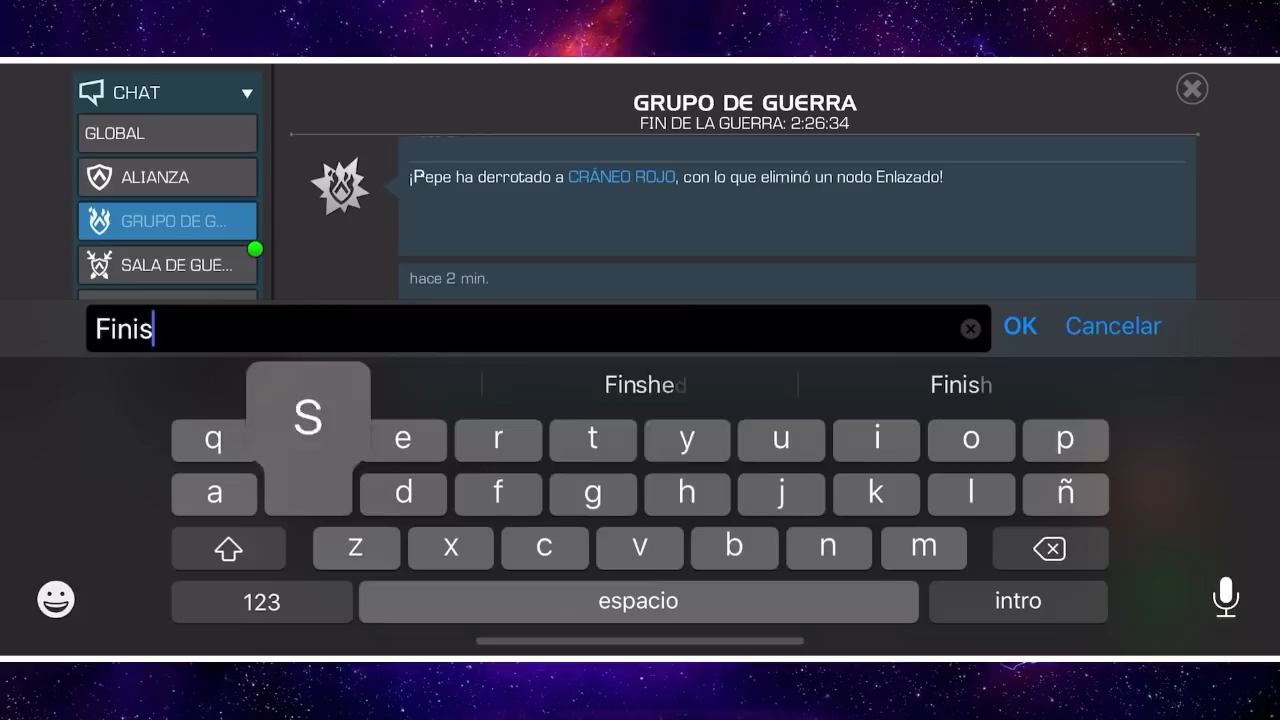 CHAT
GLOBAL
ALIANZA
GRUPO DE G...
SALA DE GUE...
GRUPO DE GUERRA
FIN DE LA GUERRA: 2:26:34
¡Pepe ha derrotado a CRÁNEO ROJO, con lo que eliminó un nodo Enlazado!
hace 2 min.
Finis
OK Cancelar
Finshed Finish
S
q e r t y u i o p
a d f g h j k l ñ
z x c v b n m
123 espacio intro